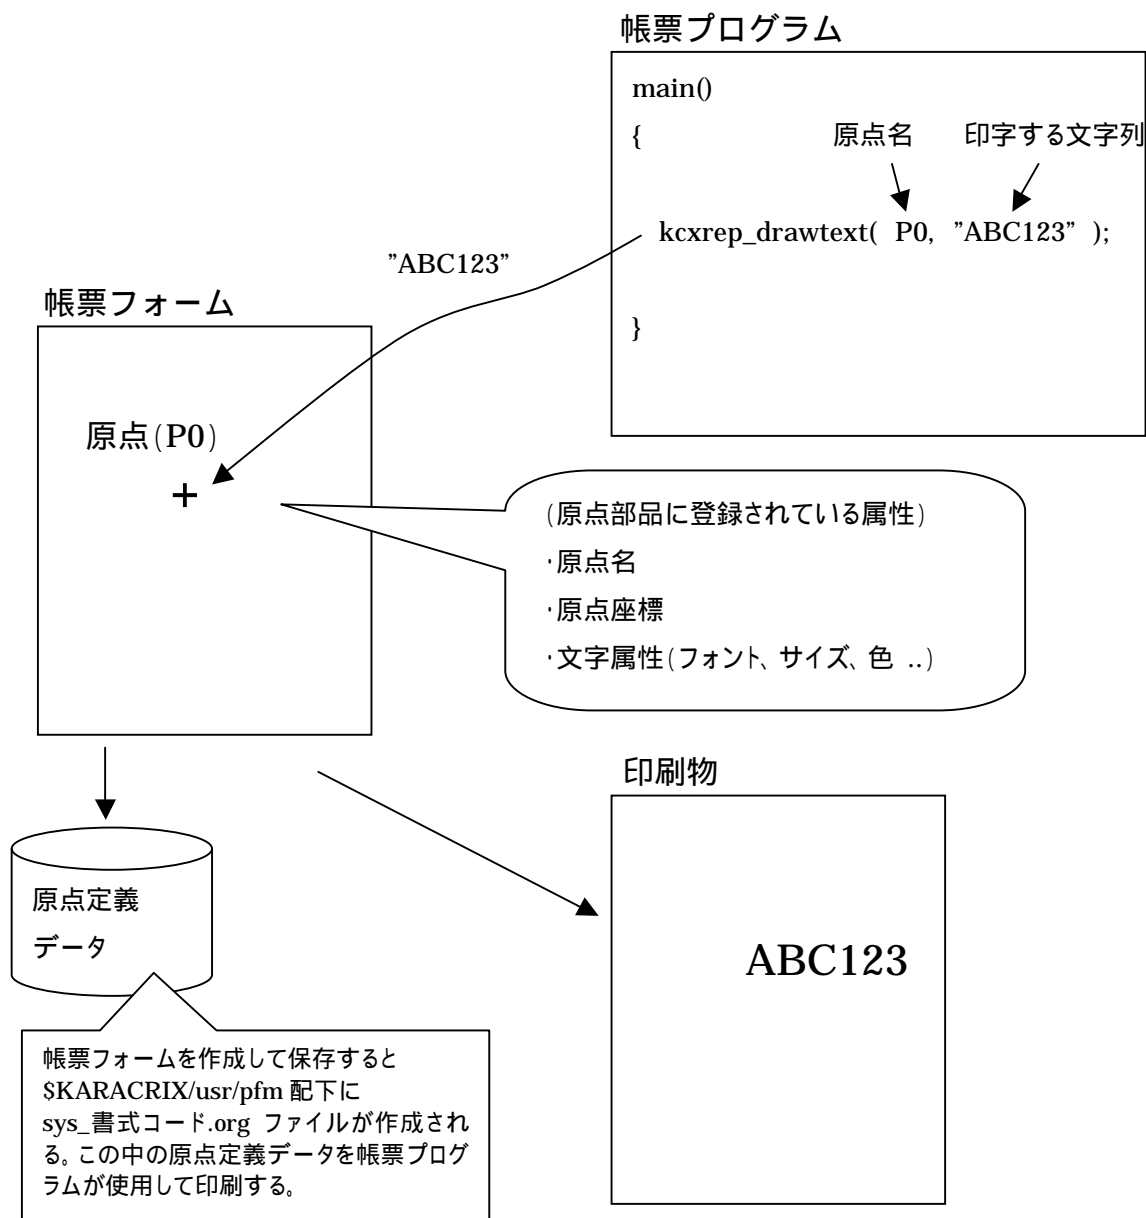 帳票プログラム
main()
{
原点名 印字する文字列
kcxrep_drawtext( P0, ”ABC123” );
}
”ABC123”
帳票フォーム
原点(P0)
+
(原点部品に登録されている属性)
・原点名
・原点座標
・文字属性(フォント、サイズ、色 ..)
印刷物
ABC123
原点定義
データ
帳票フォームを作成して保存すると
$KARACRIX/usr/pfm 配下に
sys_書式コード.org ファイルが作成され
る。この中の原点定義データを帳票プログ
ラムが使用して印刷する。